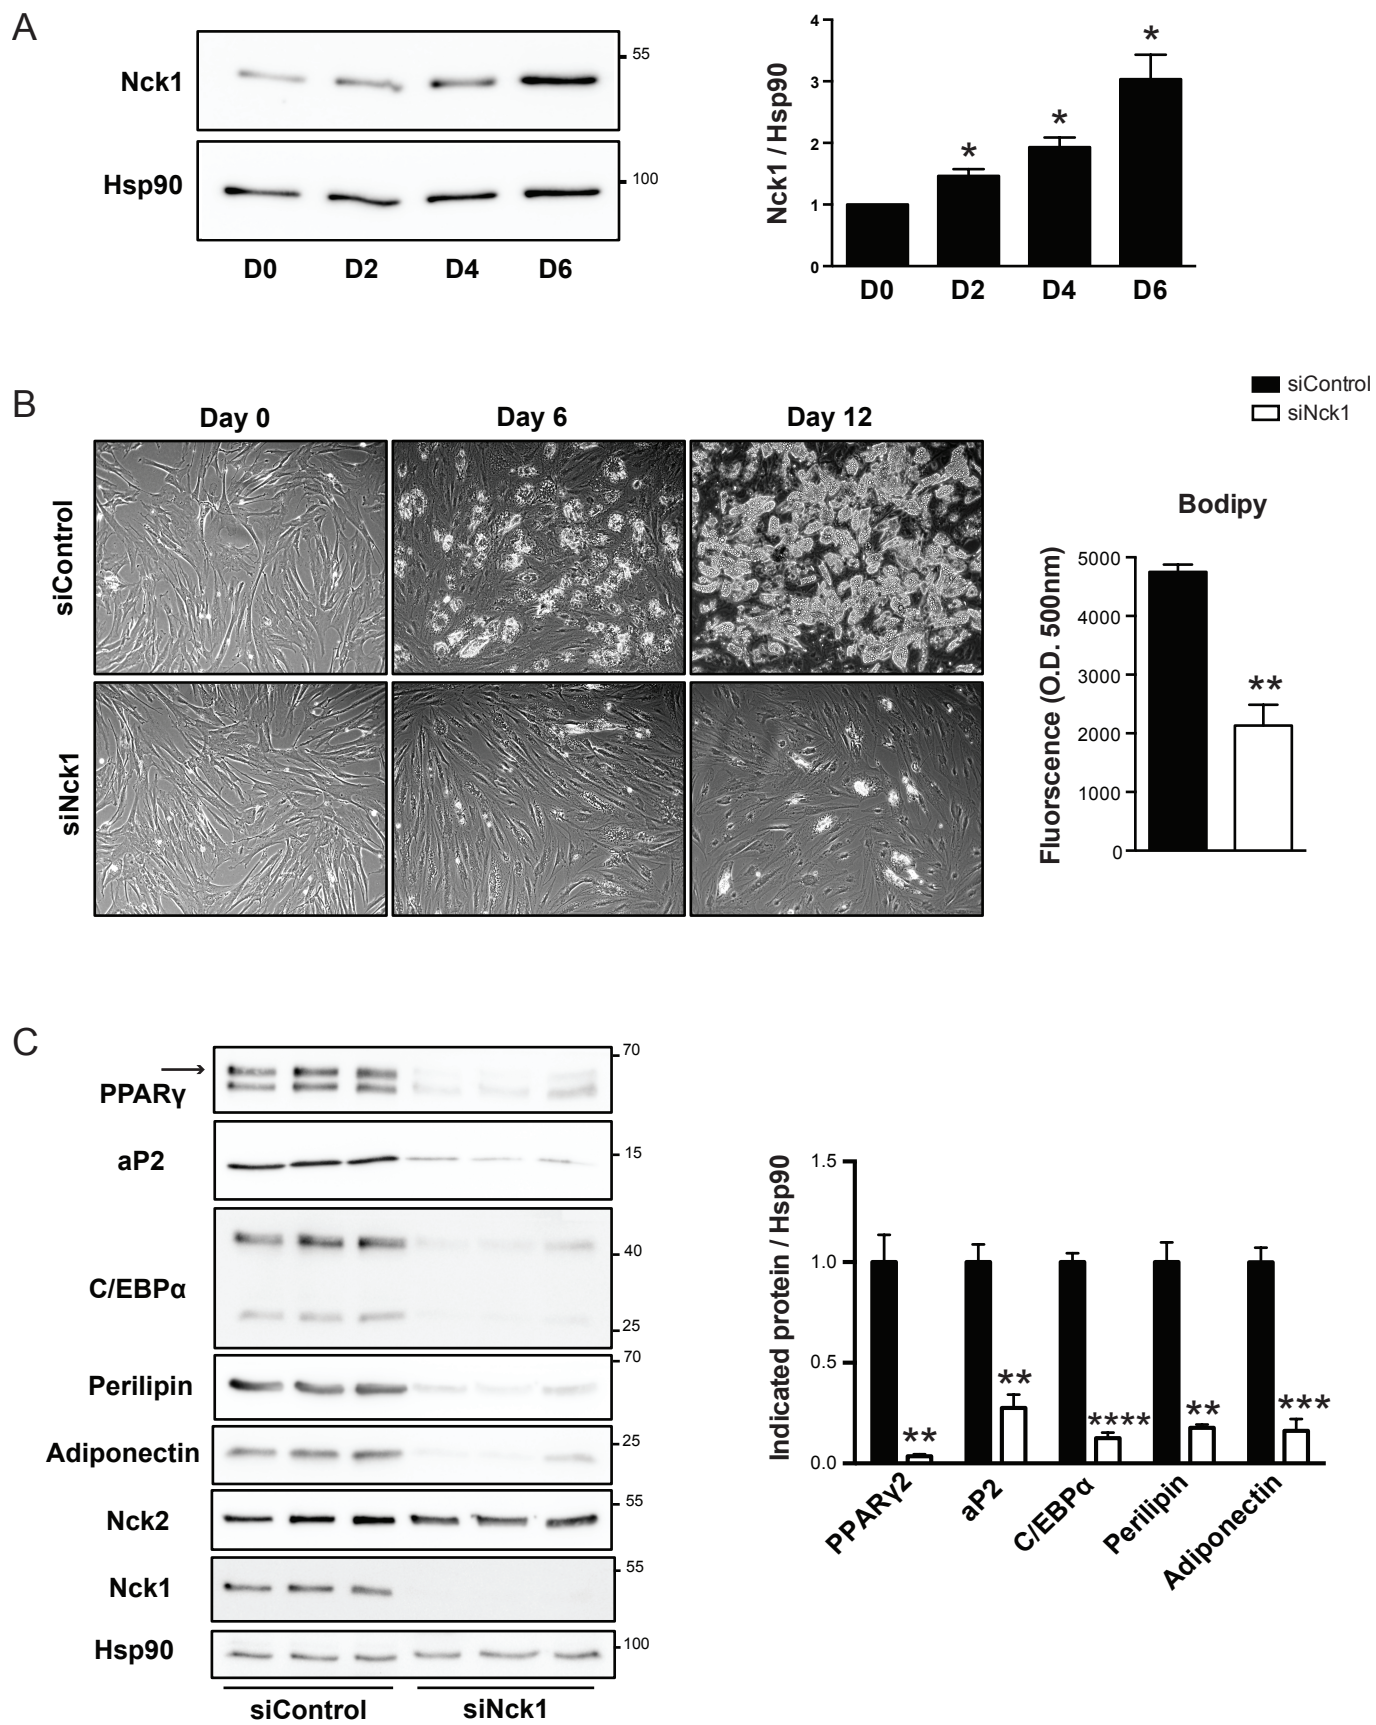 A
Nck1
55
Hsp90
100
D0 D2 D4 D6
Nck1 / Hsp90
4
3
2
1
0
*
*
*
D0 D2 D4 D6
B
Day 0 Day 6 Day 12
siControl
siNck1
siControl
siNck1
Bodipy
Fluorscence (O.D. 500nm)
5000
4000
3000
2000
1000
0
**
C
→
PPARγ
70
aP2
15
C/EBPα
40
25
Perilipin
70
Adiponectin
25
Nck2
55
Nck1
55
Hsp90
100
siControl siNck1
Indicated protein / Hsp90
1.5
1.0
0.5
0.0
**
**
****
**
***
PPARγ2
aP2
C/EBPα
Perilipin
Adiponectin